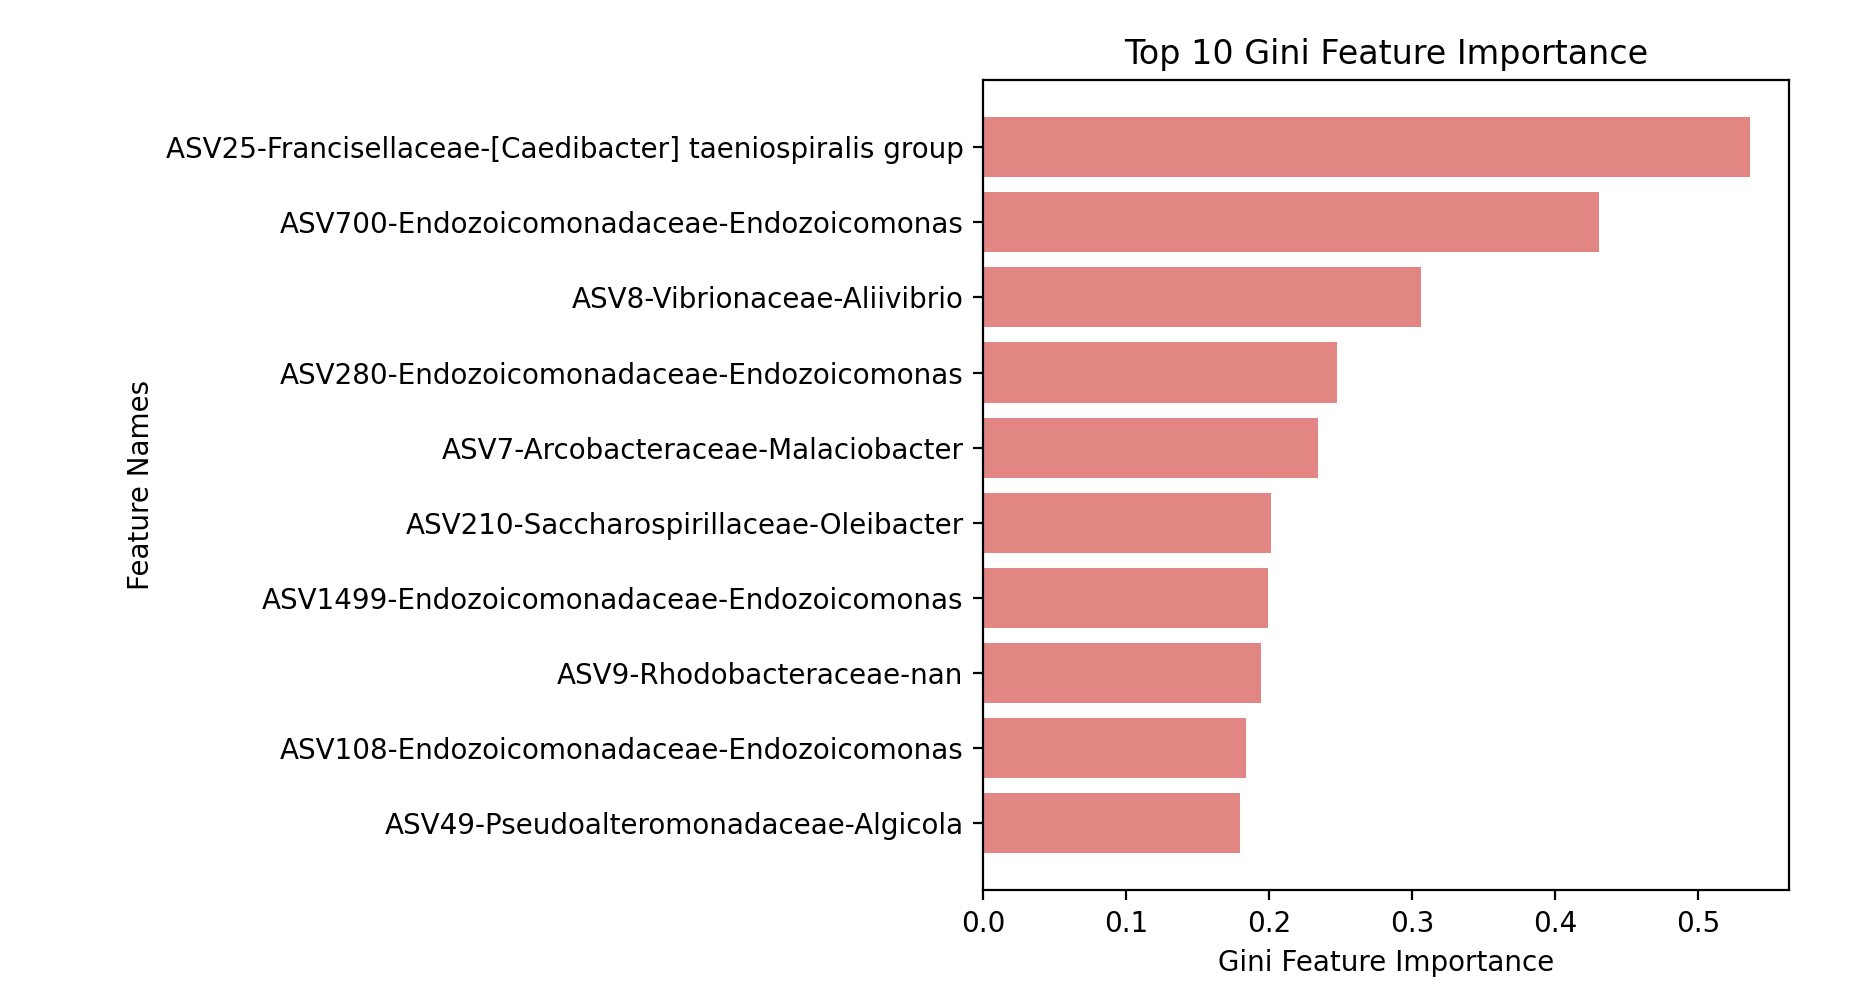 Top 10 Gini Feature Importance
Feature Names
ASV25-Francisellaceae-[Caedibacter] taeniospiralis group
ASV700-Endozoicomonadaceae-Endozoicomonas
ASV8-Vibrionaceae-Aliivibrio
ASV280-Endozoicomonadaceae-Endozoicomonas
ASV7-Arcobacteraceae-Malaciobacter
ASV210-Saccharospirillaceae-Oleibacter
ASV1499-Endozoicomonadaceae-Endozoicomonas
ASV9-Rhodobacteraceae-nan
ASV108-Endozoicomonadaceae-Endozoicomonas
ASV49-Pseudoalteromonadaceae-Algicola
0.0 0.1 0.2 0.3 0.4 0.5
Gini Feature Importance